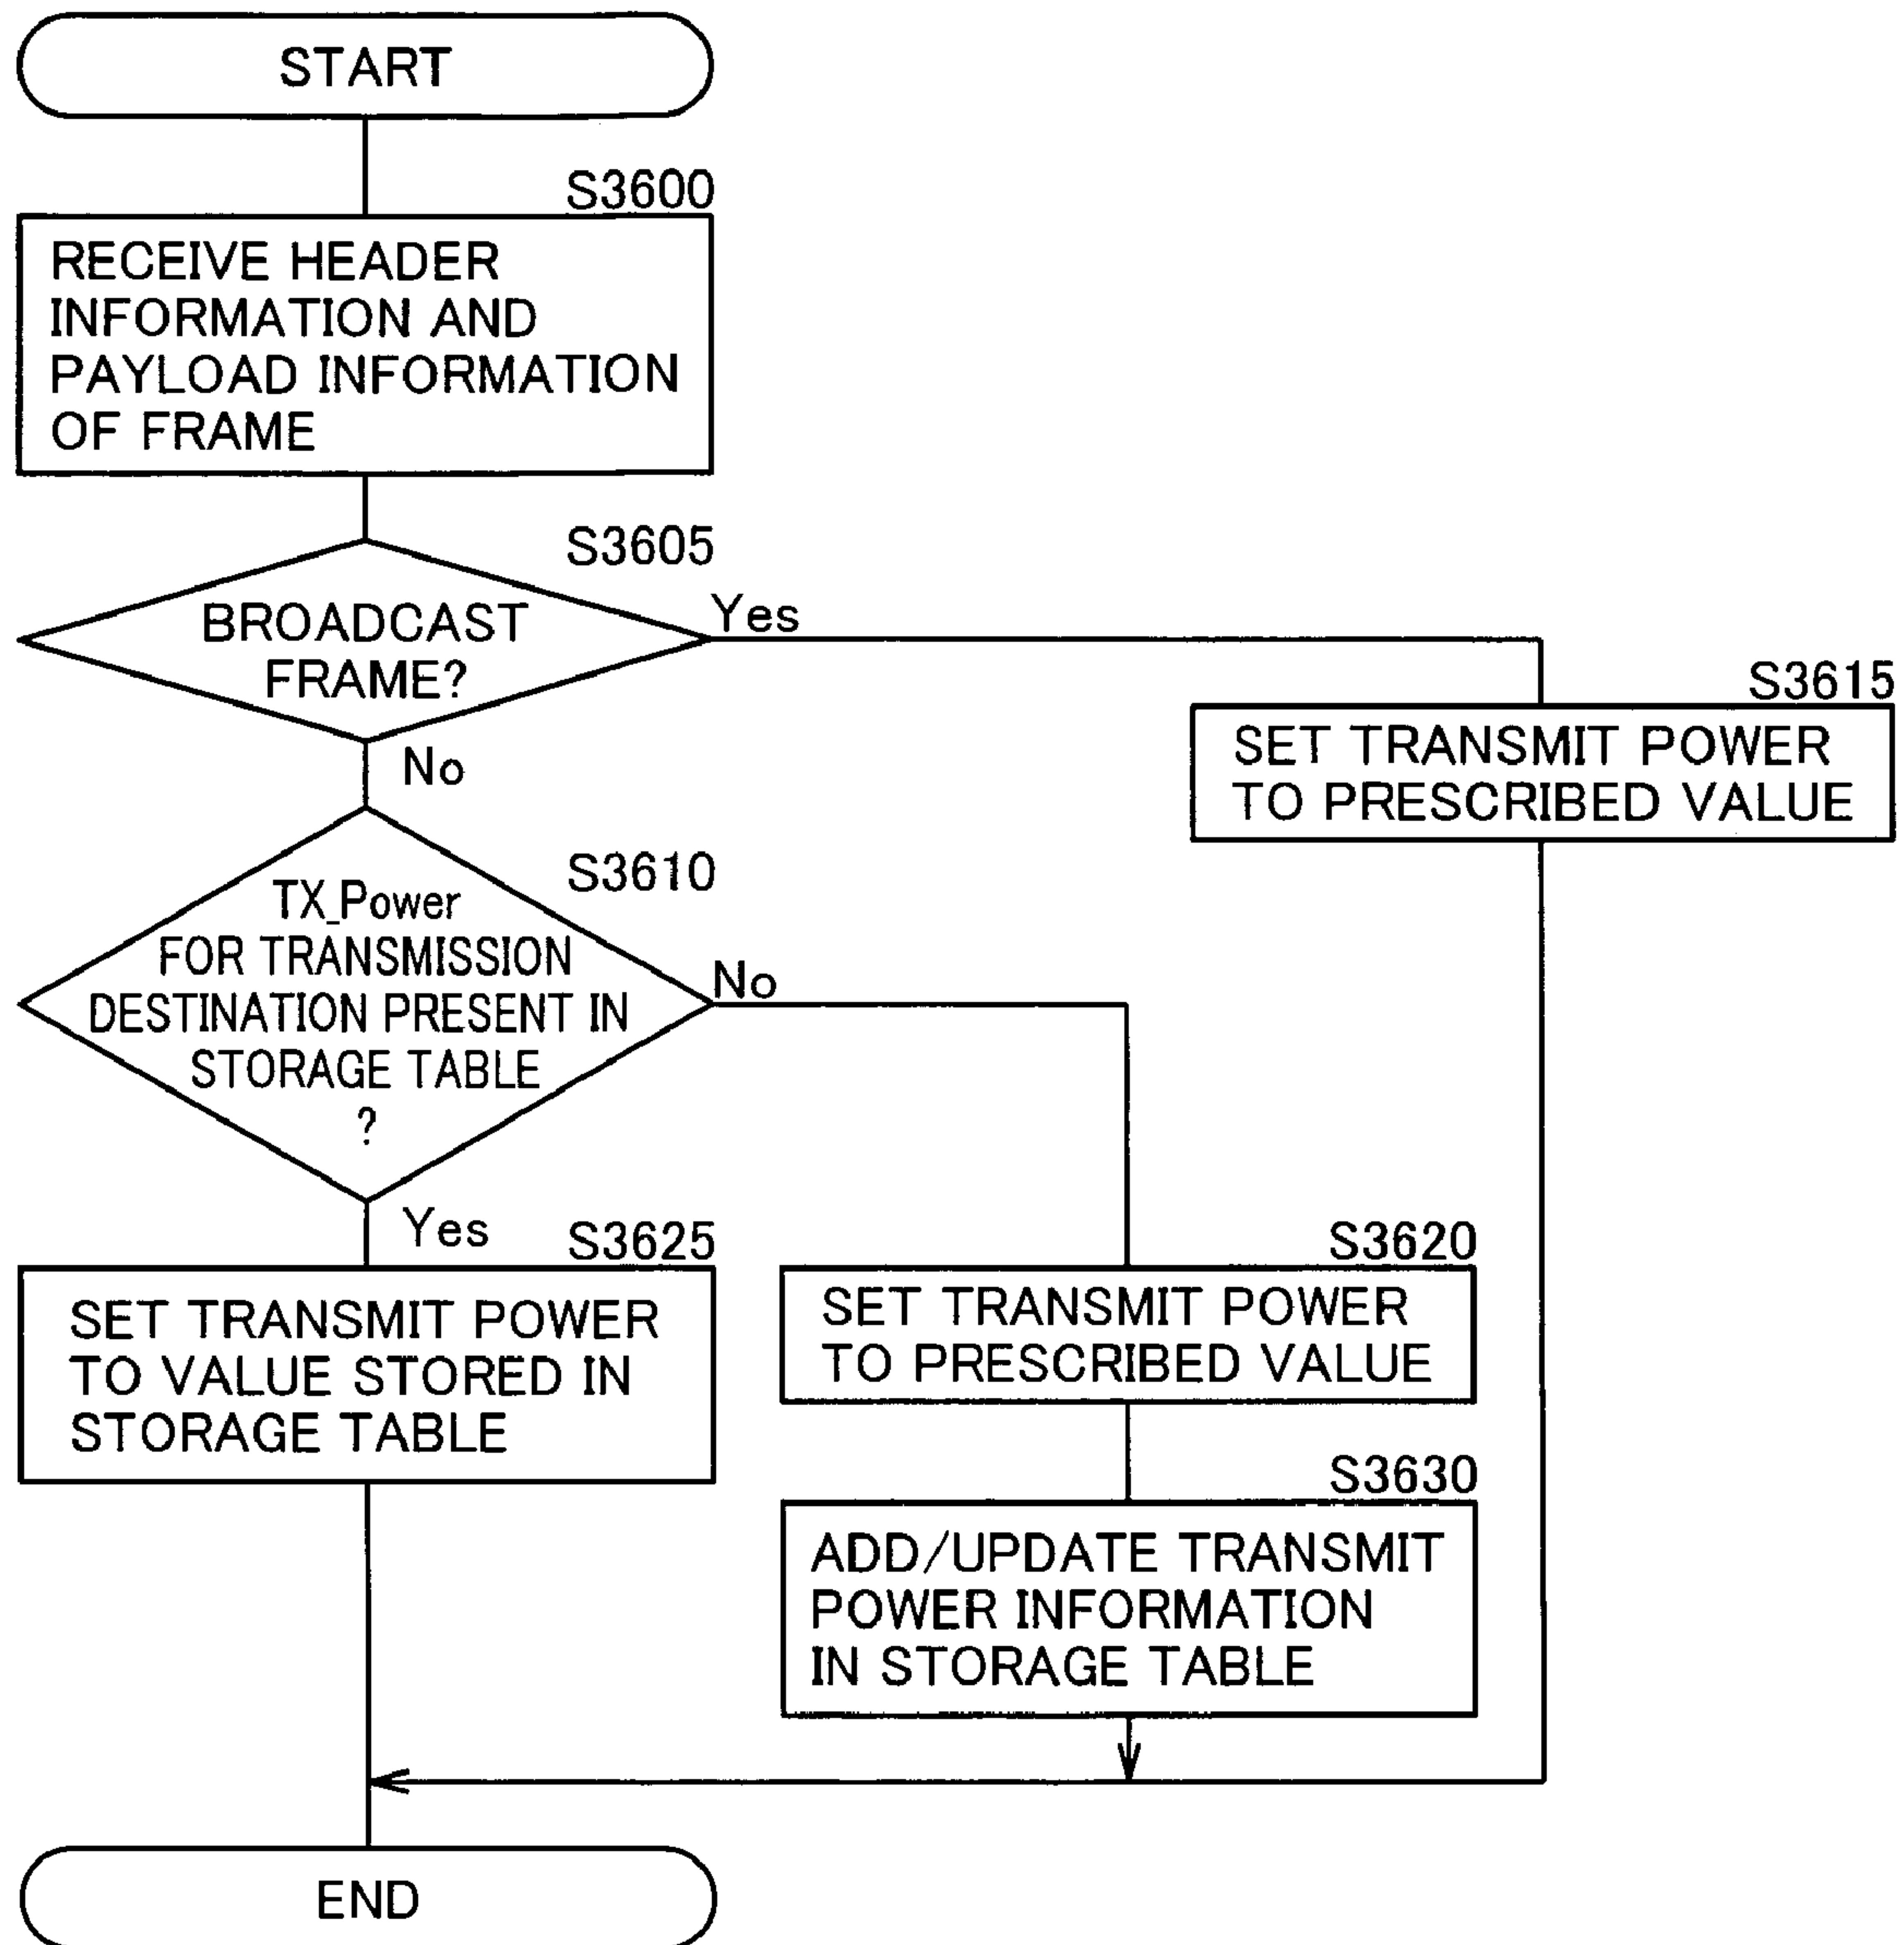 START
S3600
RECEIVE HEADER
INFORMATION AND
PAYLOAD INFORMATION
OF FRAME
S3605
BROADCAST
FRAME?
Yes
No
S3615
SET TRANSMIT POWER
TO PRESCRIBED VALUE
S3610
TX_Power
FOR TRANSMISSION
DESTINATION PRESENT IN
STORAGE TABLE
?
No
Yes
S3625
SET TRANSMIT POWER
TO VALUE STORED IN
STORAGE TABLE
S3620
SET TRANSMIT POWER
TO PRESCRIBED VALUE
S3630
ADD/UPDATE TRANSMIT
POWER INFORMATION
IN STORAGE TABLE
END